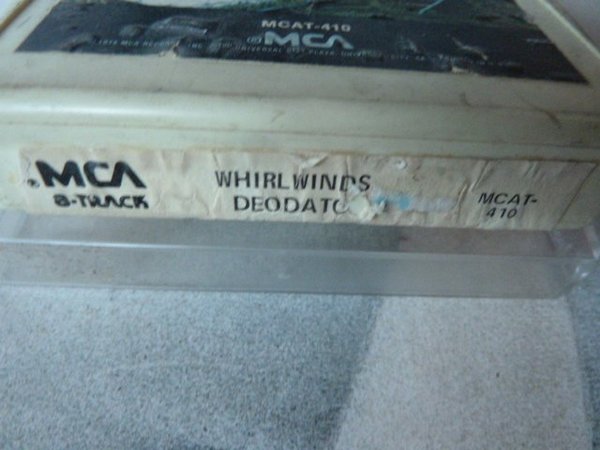 MCAT-410
MCA
MCA
8-TRACK
WHIRLWINDS
DEODATO
MCAT-
410